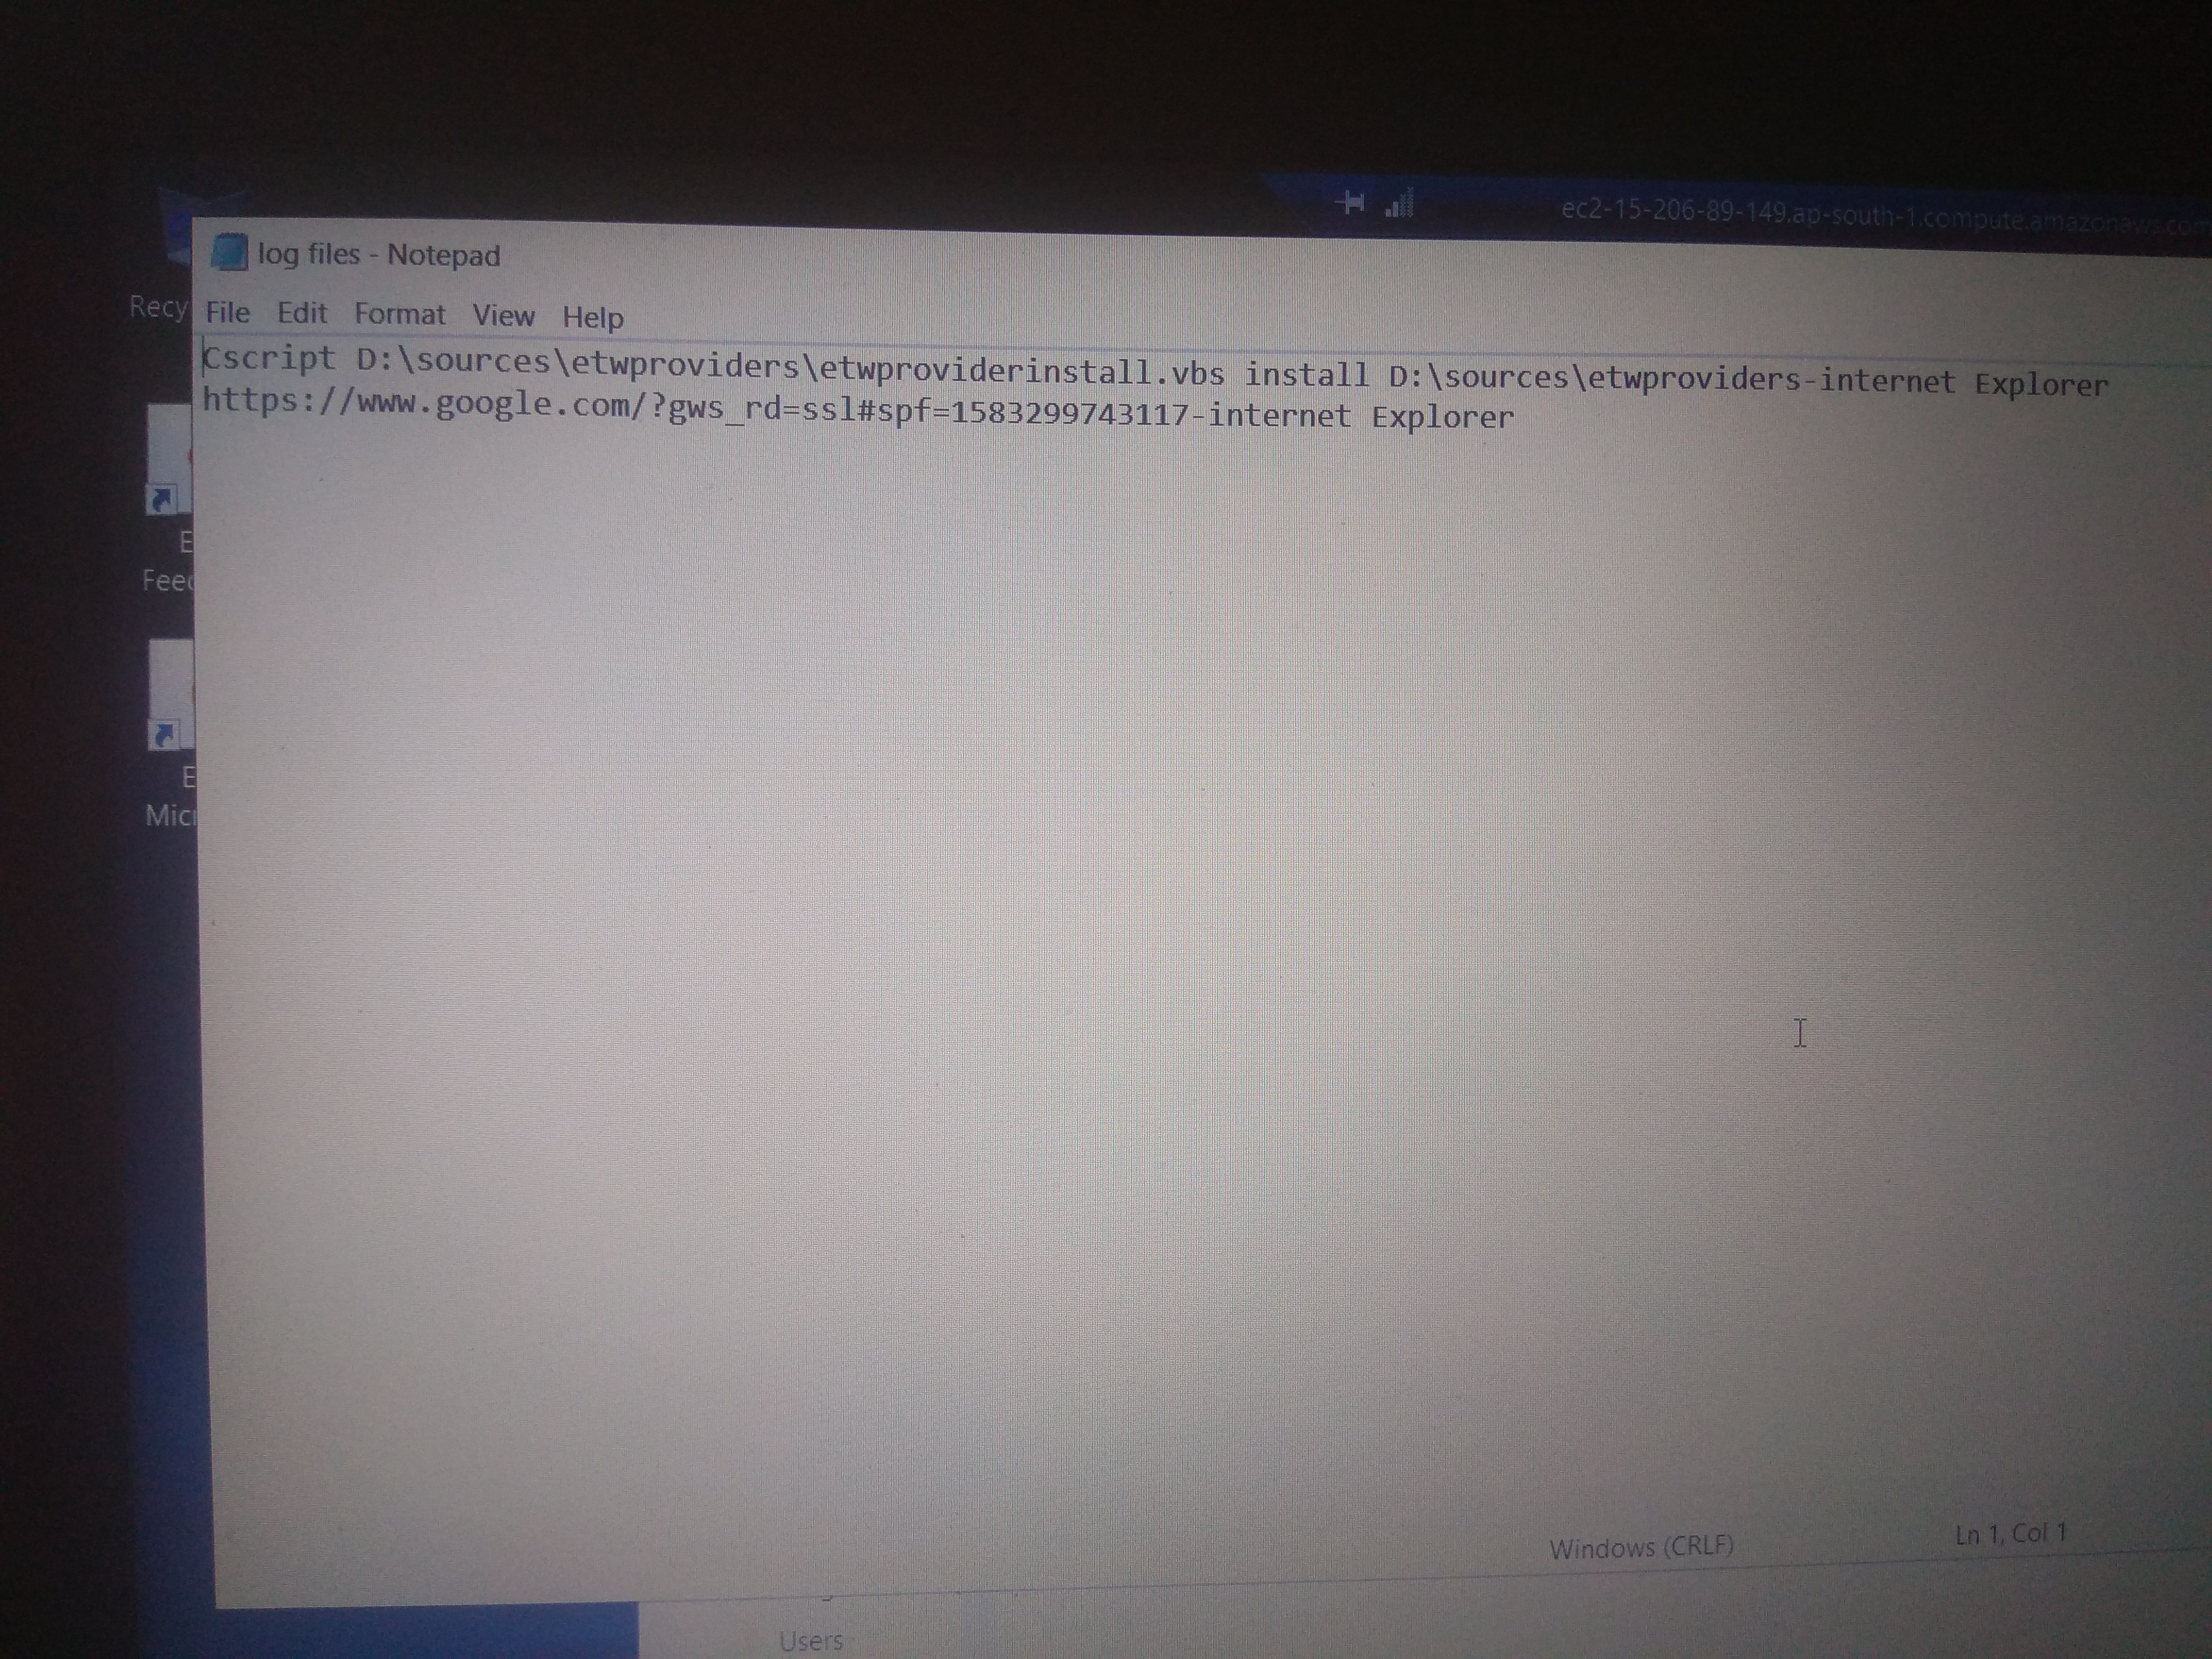 ec2-15-206-89-149.ap-south-1.compute.amazonaws.com
log files - Notepad
Recy
File Edit Format View Help
Cscript D:\sources\etwproviders\etwproviderinstall.vbs install D:\sources\etwproviders-internet Explorer
https://www.google.com/?gws_rd=ssl#spf=1583299743117-internet Explorer
E
Feed
E
Micr
Windows (CRLF)
Ln 1, Col 1
Users